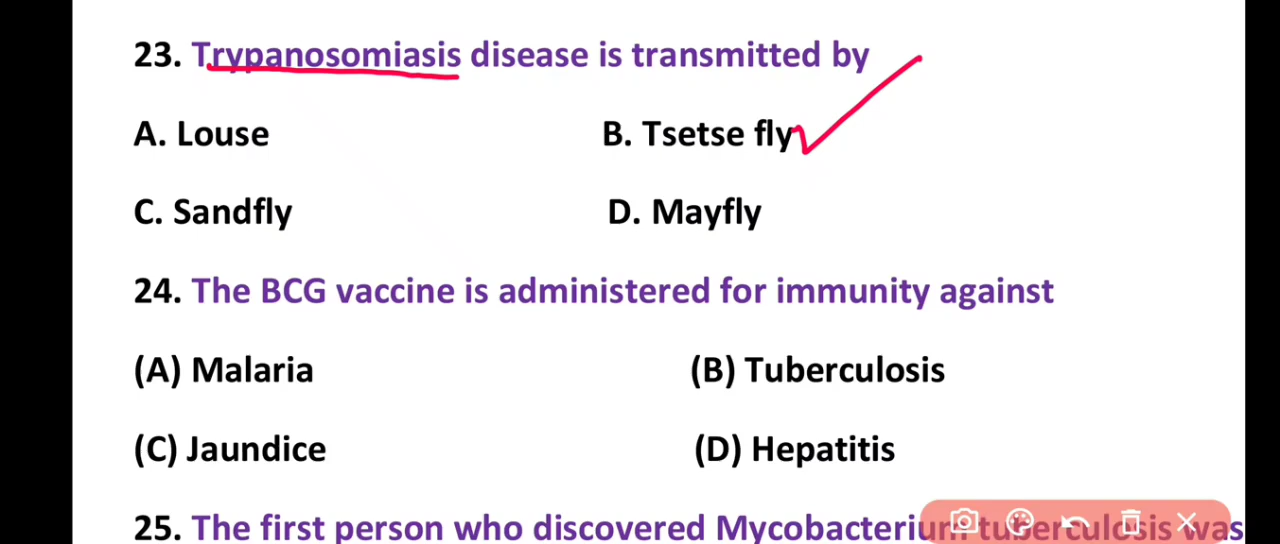 23. Trypanosomiasis disease is transmitted by
A. Louse B. Tsetse fly
C. Sandfly D. Mayfly
24. The BCG vaccine is administered for immunity against
(A) Malaria (B) Tuberculosis
(C) Jaundice (D) Hepatitis
25. The first person who discovered Mycobacterium tuberculosis was